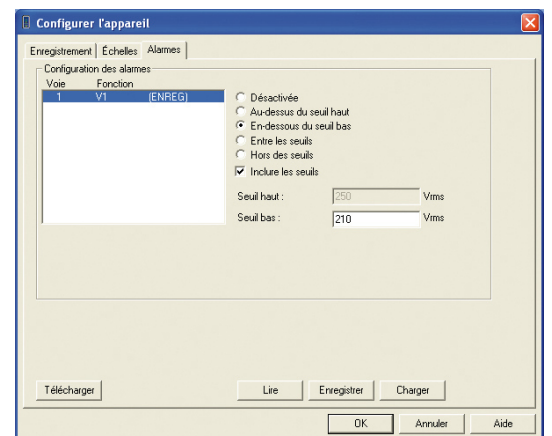 Configurer l'appareil
Enregistrement Échelles Alarmes
Configuration des alarmes
Voie Fonction
1 V1 (ENREG)
Désactivée
Au-dessus du seuil haut
En-dessous du seuil bas
Entre les seuils
Hors des seuils
Inclure les seuils
Seuil haut : 250 Vrms
Seuil bas : 210 Vrms
Télécharger Lire Enregistrer Charger
OK Annuler Aide